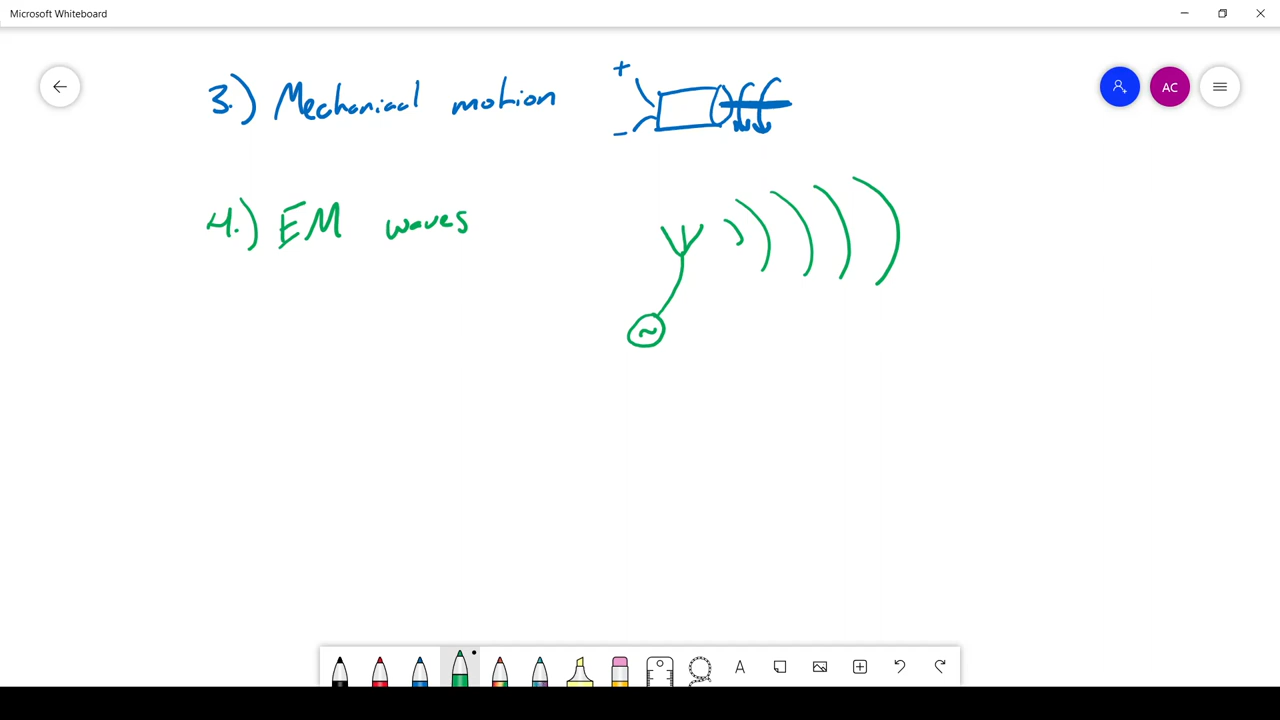 Microsoft Whiteboard
AC
3.) Mechanical motion
+
−
4.) EM waves
~
A